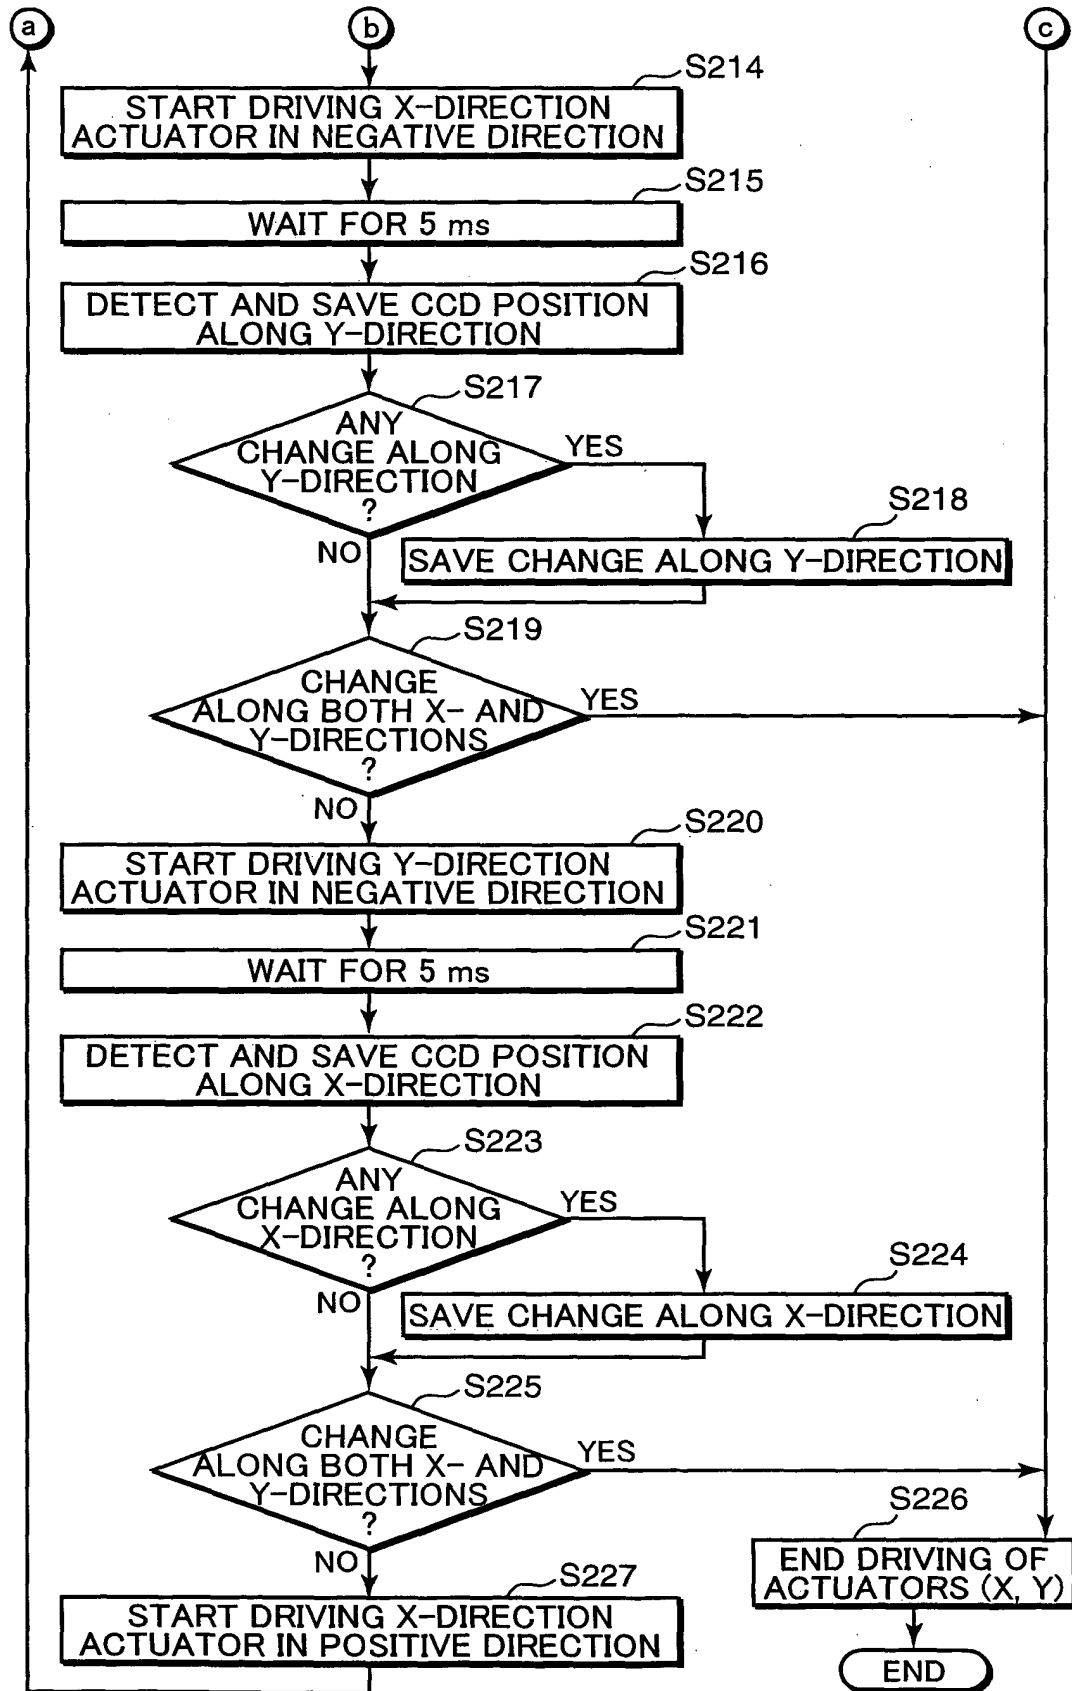 a
b
c
S214
START DRIVING X-DIRECTION
ACTUATOR IN NEGATIVE DIRECTION
S215
WAIT FOR 5 ms
S216
DETECT AND SAVE CCD POSITION
ALONG Y-DIRECTION
S217
ANY
CHANGE ALONG
Y-DIRECTION
?
YES
NO
S218
SAVE CHANGE ALONG Y-DIRECTION
S219
CHANGE
ALONG BOTH X- AND
Y-DIRECTIONS
?
YES
NO
S220
START DRIVING Y-DIRECTION
ACTUATOR IN NEGATIVE DIRECTION
S221
WAIT FOR 5 ms
S222
DETECT AND SAVE CCD POSITION
ALONG X-DIRECTION
S223
ANY
CHANGE ALONG
X-DIRECTION
?
YES
NO
S224
SAVE CHANGE ALONG X-DIRECTION
S225
CHANGE
ALONG BOTH X- AND
Y-DIRECTIONS
?
YES
NO
S226
END DRIVING OF
ACTUATORS (X, Y)
S227
START DRIVING X-DIRECTION
ACTUATOR IN POSITIVE DIRECTION
END